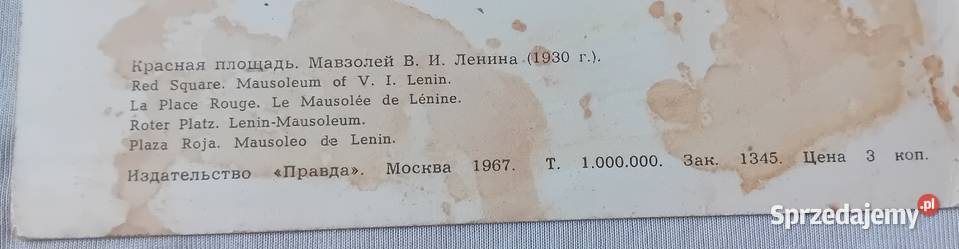 Красная площадь. Мавзолей В. И. Ленина (1930 г.).
Red Square. Mausoleum of V. I. Lenin.
La Place Rouge. Le Mausolée de Lénine.
Roter Platz. Lenin-Mausoleum.
Plaza Roja. Mausoleo de Lenin.
Издательство «Правда». Москва 1967. Т. 1.000.000. Зак. 1345. Цена 3 коп.
Sprzedajemy.pl